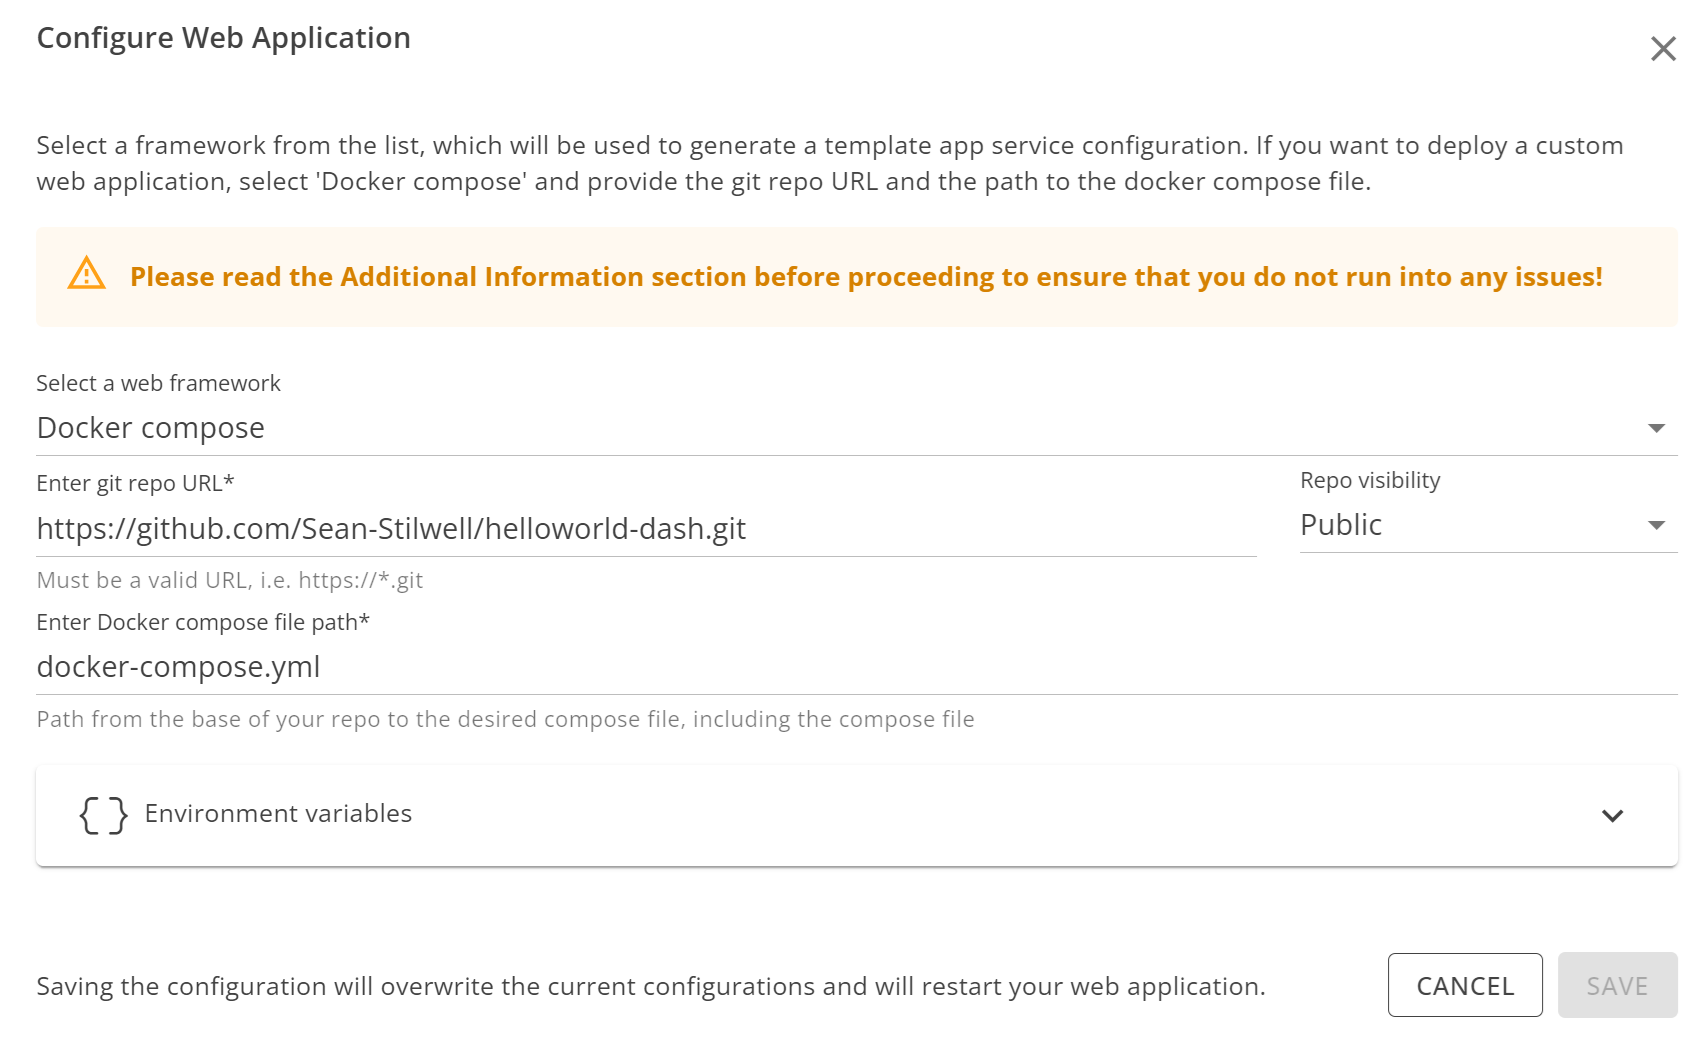 Configure Web Application
Select a framework from the list, which will be used to generate a template app service configuration. If you want to deploy a custom
web application, select 'Docker compose' and provide the git repo URL and the path to the docker compose file.
Please read the Additional Information section before proceeding to ensure that you do not run into any issues!
Select a web framework
Docker compose
Enter git repo URL*
Repo visibility
https://github.com/Sean-Stilwell/helloworld-dash.git
Public
Must be a valid URL, i.e. https://*.git
Enter Docker compose file path*
docker-compose.yml
Path from the base of your repo to the desired compose file, including the compose file
{ } Environment variables
Saving the configuration will overwrite the current configurations and will restart your web application.
CANCEL
SAVE